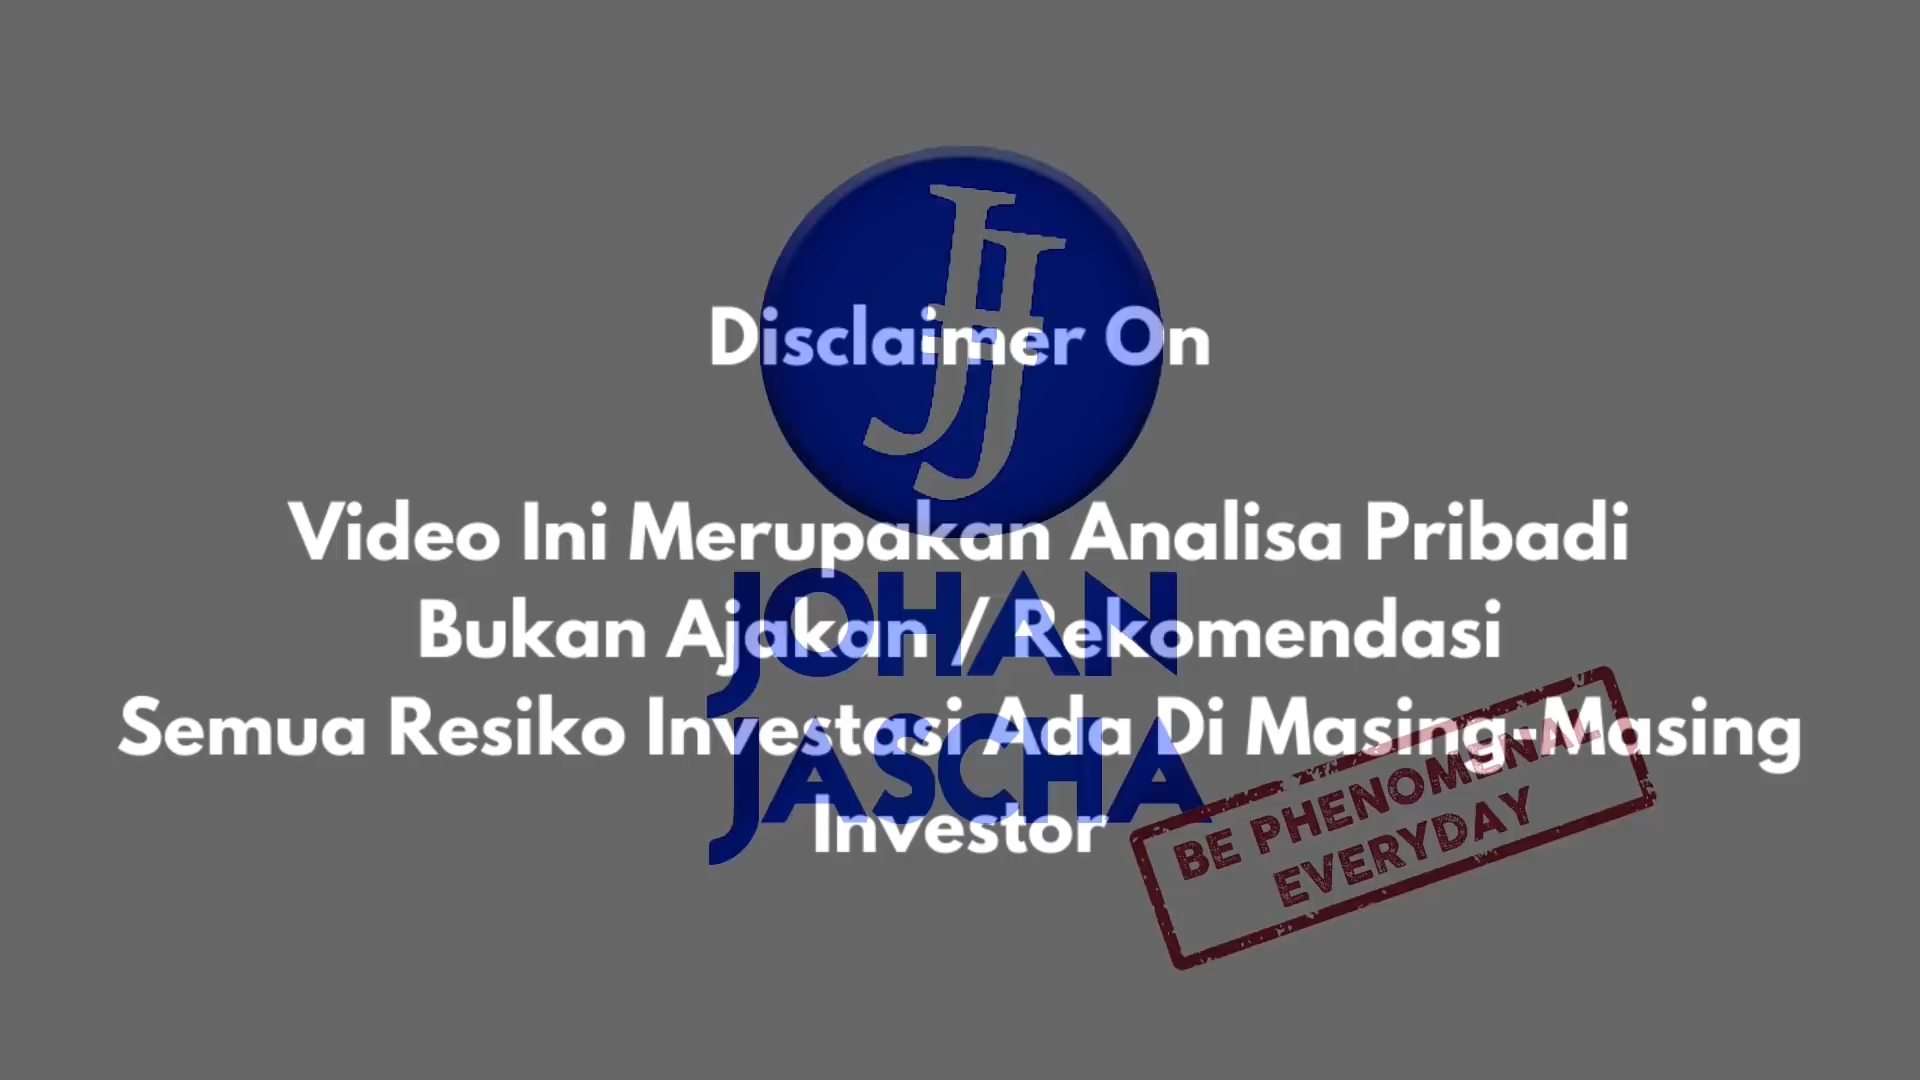 JJ
Disclaimer On
Video Ini Merupakan Analisa Pribadi
Bukan Ajakan / Rekomendasi
Semua Resiko Investasi Ada Di Masing-Masing
Investor
JOHAN
JASCHA
BE PHENOMENAL
EVERYDAY